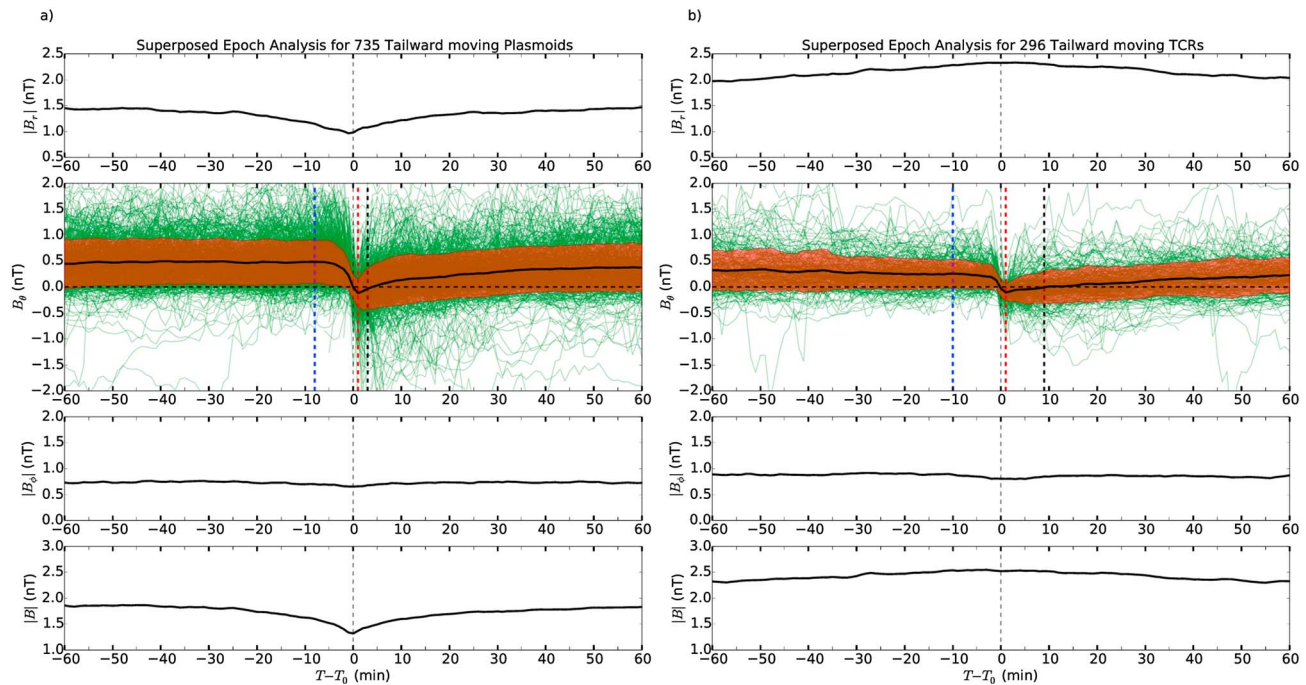 a)
Superposed Epoch Analysis for 735 Tailward moving Plasmoids
2.5
2.0
1.5
1.0
0.5
|B_r| (nT)
−60 −50 −40 −30 −20 −10 0 10 20 30 40 50 60
2.0
1.5
1.0
0.5
0.0
−0.5
−1.0
−1.5
−2.0
B_θ (nT)
−60 −50 −40 −30 −20 −10 0 10 20 30 40 50 60
2.0
1.5
1.0
0.5
0.0
|B_ϕ| (nT)
−60 −50 −40 −30 −20 −10 0 10 20 30 40 50 60
3.0
2.5
2.0
1.5
1.0
|B| (nT)
−60 −50 −40 −30 −20 −10 0 10 20 30 40 50 60
T−T_0 (min)
b)
Superposed Epoch Analysis for 296 Tailward moving TCRs
2.5
2.0
1.5
1.0
0.5
|B_r| (nT)
−60 −50 −40 −30 −20 −10 0 10 20 30 40 50 60
2.0
1.5
1.0
0.5
0.0
−0.5
−1.0
−1.5
−2.0
B_θ (nT)
−60 −50 −40 −30 −20 −10 0 10 20 30 40 50 60
2.0
1.5
1.0
0.5
0.0
|B_ϕ| (nT)
−60 −50 −40 −30 −20 −10 0 10 20 30 40 50 60
3.0
2.5
2.0
1.5
1.0
|B| (nT)
−60 −50 −40 −30 −20 −10 0 10 20 30 40 50 60
T−T_0 (min)